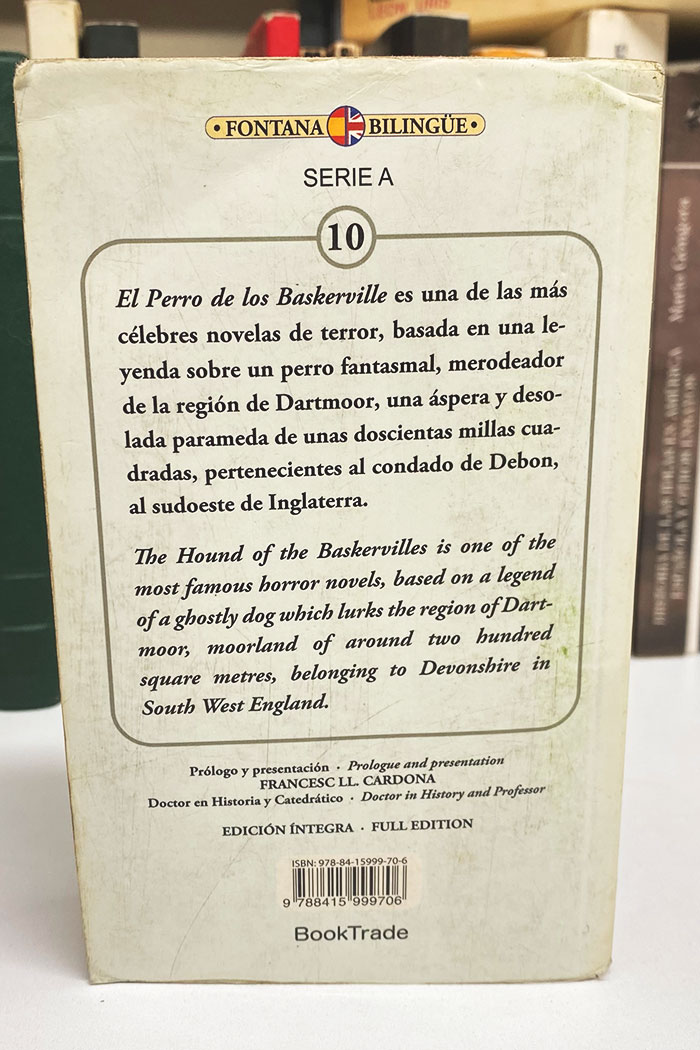 • FONTANA BILINGÜE •
SERIE A
10
El Perro de los Baskerville es una de las más
célebres novelas de terror, basada en una le-
yenda sobre un perro fantasmal, merodeador
de la región de Dartmoor, una áspera y deso-
lada parameda de unas doscientas millas cua-
dradas, pertenecientes al condado de Debon,
al sudoeste de Inglaterra.
The Hound of the Baskervilles is one of the
most famous horror novels, based on a legend
of a ghostly dog which lurks the region of Dart-
moor, moorland of around two hundred
square metres, belonging to Devonshire in
South West England.
Prólogo y presentación · Prologue and presentation
FRANCESC LL. CARDONA
Doctor en Historia y Catedrático · Doctor in History and Professor
EDICIÓN ÍNTEGRA · FULL EDITION
ISBN: 978-84-15999-70-6
9 788415 999706
BookTrade